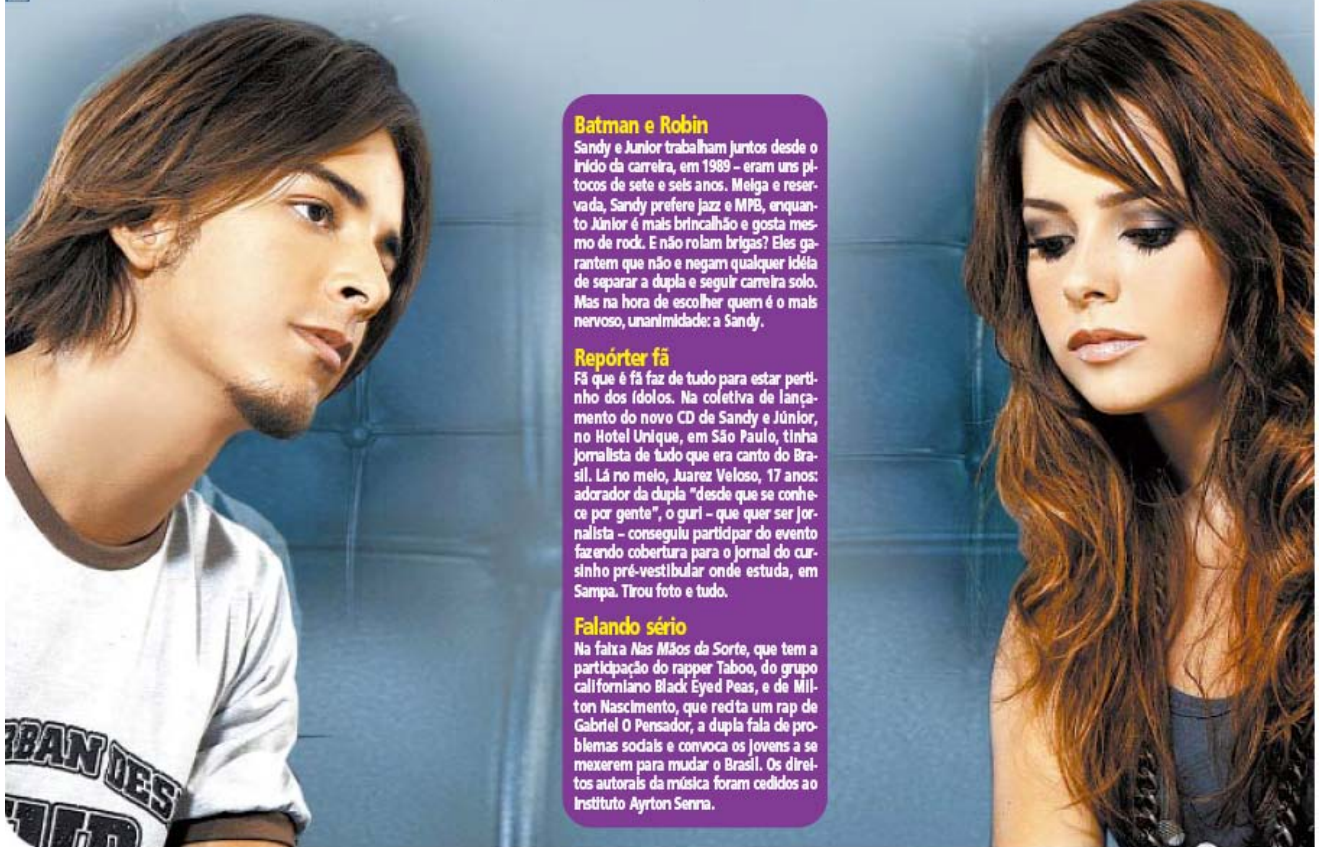 Batman e Robin
Sandy e Junior trabalham juntos desde o
início da carreira, em 1989 – eram uns pi-
tocos de sete e seis anos. Meiga e reser-
vada, Sandy prefere jazz e MPB, enquan-
to Júnior é mais brincalhão e gosta mes-
mo de rock. E não rolam brigas? Eles ga-
rantem que não e negam qualquer idéia
de separar a dupla e seguir carreira solo.
Mas na hora de escolher quem é o mais
nervoso, unanimidade: a Sandy.
Repórter fã
Fã que é fã faz de tudo para estar perti-
nho dos ídolos. Na coletiva de lança-
mento do novo CD de Sandy e Júnior,
no Hotel Unique, em São Paulo, tinha
jornalista de tudo que era canto do Bra-
sil. Lá no meio, Juarez Veloso, 17 anos:
adorador da dupla "desde que se conhe-
ce por gente", o guri – que quer ser jor-
nalista – conseguiu participar do evento
fazendo cobertura para o jornal do cur-
sinho pré-vestibular onde estuda, em
Sampa. Tirou foto e tudo.
Falando sério
Na faixa Nas Mãos da Sorte, que tem a
participação do rapper Taboo, do grupo
californiano Black Eyed Peas, e de Mil-
ton Nascimento, que recita um rap de
Gabriel O Pensador, a dupla fala de pro-
blemas sociais e convoca os jovens a se
mexerem para mudar o Brasil. Os direi-
tos autorais da música foram cedidos ao
Instituto Ayrton Senna.
RBAN DES